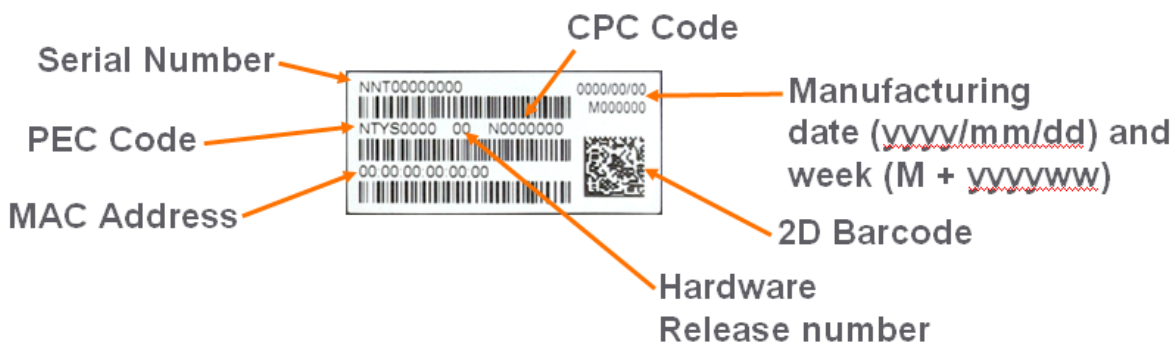 CPC Code
Serial Number
NNT00000000
0000/00/00
M000000
Manufacturing
date (yyyy/mm/dd) and
week (M + yyyyww)
PEC Code
NTYS0000 00 N0000000
00:00:00:00:00:00
MAC Address
2D Barcode
Hardware
Release number